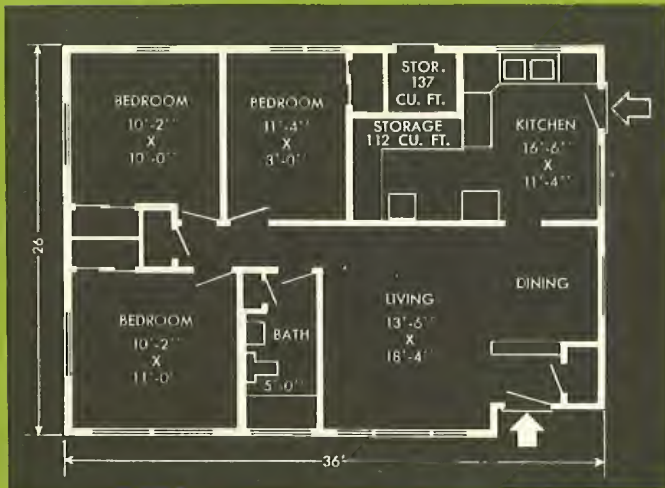 BEDROOM
10'-2"
X
10'-0"
BEDROOM
11'-4"
X
8'-0"
STOR.
137
CU. FT.
STORAGE
112 CU. FT.
KITCHEN
16'-6"
X
11'-4"
26
BEDROOM
10'-2"
X
11'-0"
BATH
5'-0"
LIVING
13'-6"
X
18'-4"
DINING
36'